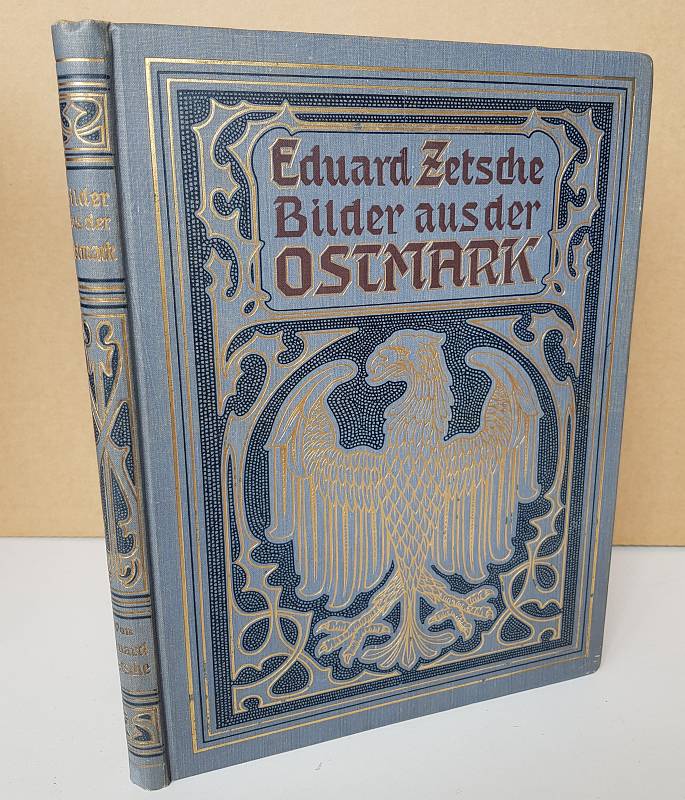 Eduard Zetsche
Bilder aus der
OSTMARK
Bilder
aus der
Ostmark
von
Eduard
Zetsche